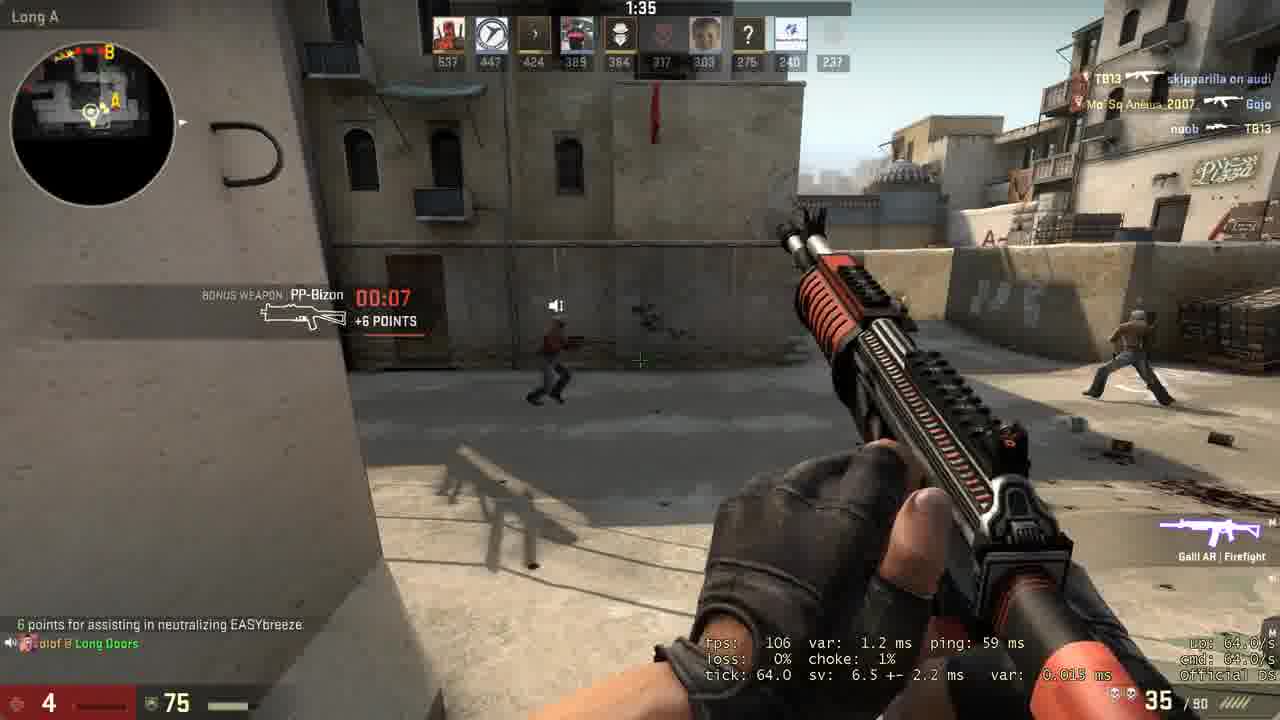 Long A
1:35
537 447 424 389 384 317 303 275 240 237
B
A
TB13 skipparilla on audi
Mo'Sq Anewa_2007_ Gojo
noob TB13
Pizza
BONUS WEAPON: PP-Bizon 00:07
+6 POINTS
Galil AR | Firefight
6 points for assisting in neutralizing EASYbreeze
olof @ Long Doors
fps: 106 var: 1.2 ms ping: 59 ms
loss: 0% choke: 1%
tick: 64.0 sv: 6.5 +- 2.2 ms var: 0.015 ms
up: 64.0/s
cmd: 64.0/s
Official DS
4 75
35 / 90